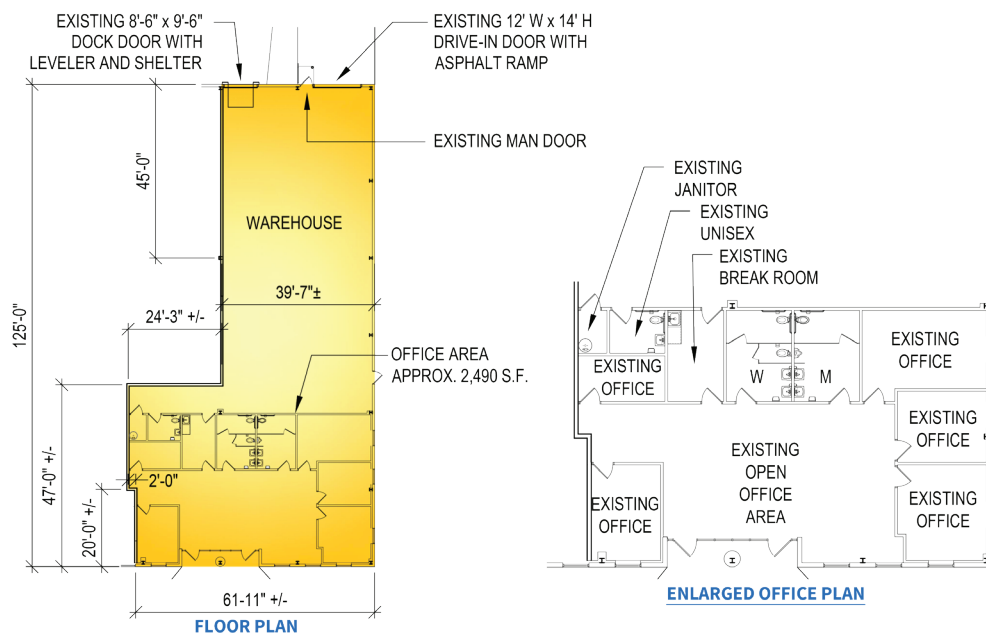 EXISTING 8'-6" x 9'-6"
DOCK DOOR WITH
LEVELER AND SHELTER
EXISTING 12' W x 14' H
DRIVE-IN DOOR WITH
ASPHALT RAMP
EXISTING MAN DOOR
45'-0"
WAREHOUSE
39'-7"±
24'-3" +/-
125'-0"
OFFICE AREA
APPROX. 2,490 S.F.
47'-0" +/-
2'-0"
20'-0" +/-
61-11" +/-
FLOOR PLAN
EXISTING
JANITOR
EXISTING
UNISEX
EXISTING
BREAK ROOM
EXISTING
OFFICE
W
M
EXISTING
OFFICE
EXISTING
OFFICE
EXISTING
OPEN
OFFICE
AREA
EXISTING
OFFICE
EXISTING
OFFICE
ENLARGED OFFICE PLAN